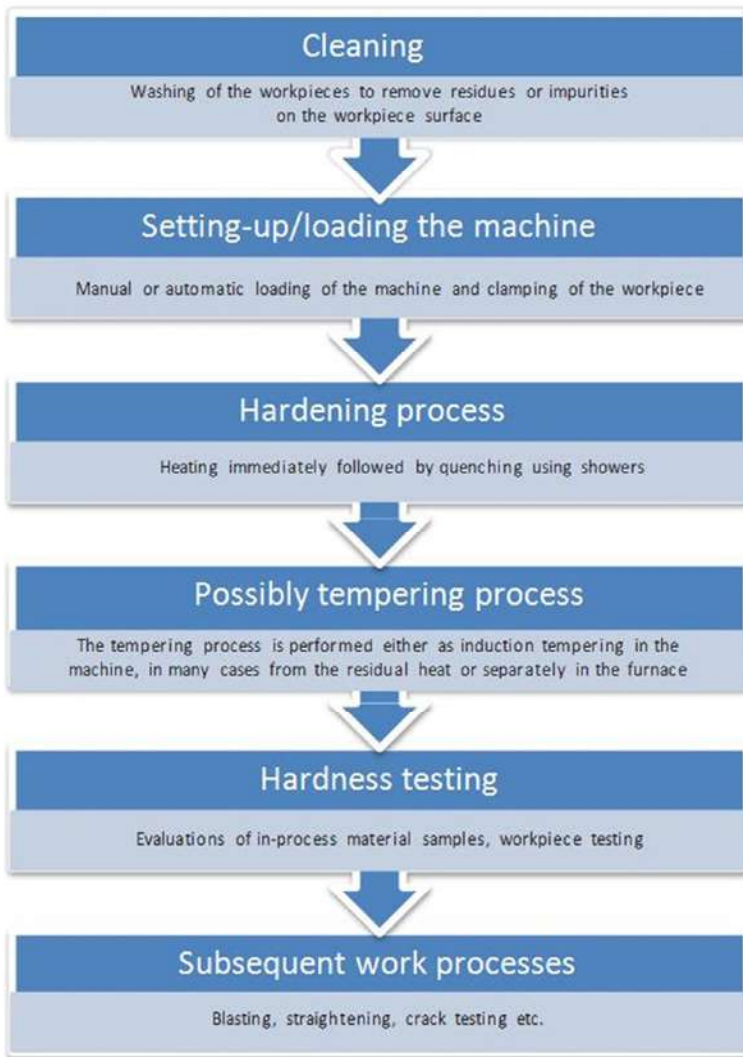 Cleaning
Washing of the workpieces to remove residues or impurities
on the workpiece surface
Setting-up/loading the machine
Manual or automatic loading of the machine and clamping of the workpiece
Hardening process
Heating immediately followed by quenching using showers
Possibly tempering process
The tempering process is performed either as induction tempering in the
machine, in many cases from the residual heat or separately in the furnace
Hardness testing
Evaluations of in-process material samples, workpiece testing
Subsequent work processes
Blasting, straightening, crack testing etc.